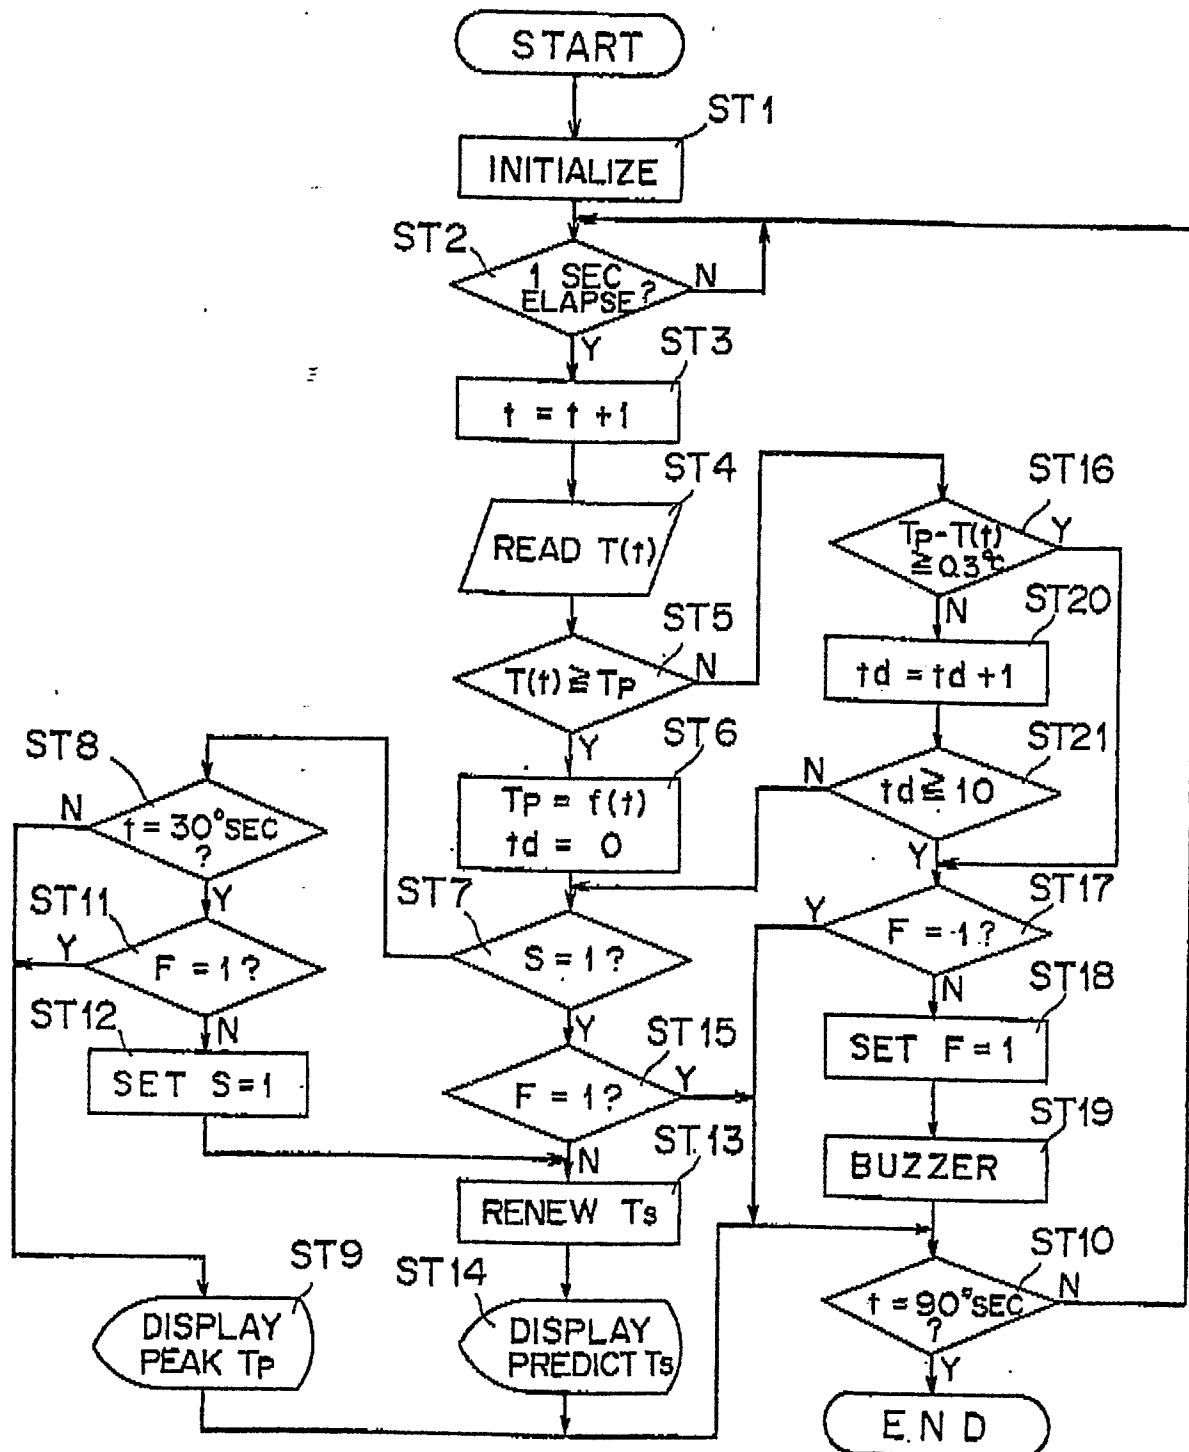 START
ST1
INITIALIZE
ST2
1 SEC
ELAPSE?
N
Y
ST3
t = t + 1
ST4
READ T(t)
ST5
T(t) ≧ Tp
N
Y
ST16
Tp-T(t)
≧ 0.3°C
Y
N
ST20
td = td + 1
ST21
td ≧ 10
N
Y
ST6
Tp = f(t)
td = 0
ST8
t = 30°SEC
?
N
Y
ST7
S = 1 ?
Y
ST17
F = 1 ?
Y
N
ST11
F = 1 ?
Y
N
ST12
SET S = 1
ST15
F = 1 ?
Y
N
ST18
SET F = 1
ST19
BUZZER
ST.13
RENEW Ts
ST9
DISPLAY
PEAK Tp
ST14
DISPLAY
PREDICT Ts
ST10
t = 90°SEC
?
N
Y
E.N D